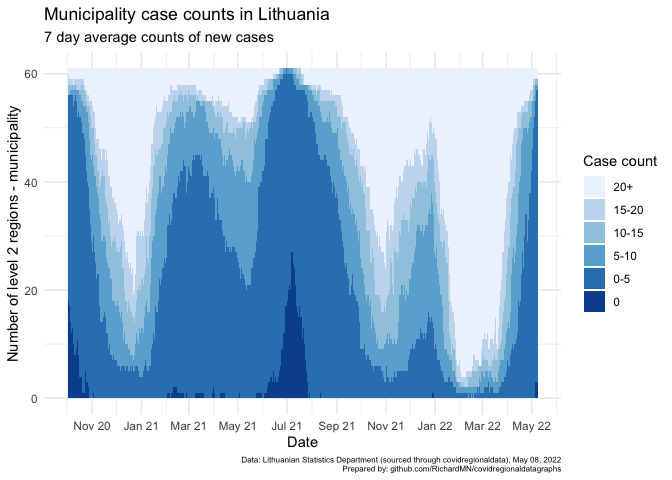 Municipality case counts in Lithuania
7 day average counts of new cases
Number of level 2 regions - municipality
60
40
20
0
Nov 20 Jan 21 Mar 21 May 21 Jul 21 Sep 21 Nov 21 Jan 22 Mar 22 May 22
Date
Case count
20+
15-20
10-15
5-10
0-5
0
Data: Lithuanian Statistics Department (sourced through covidregionaldata), May 08, 2022
Prepared by: github.com/RichardMN/covidregionaldatagraphs